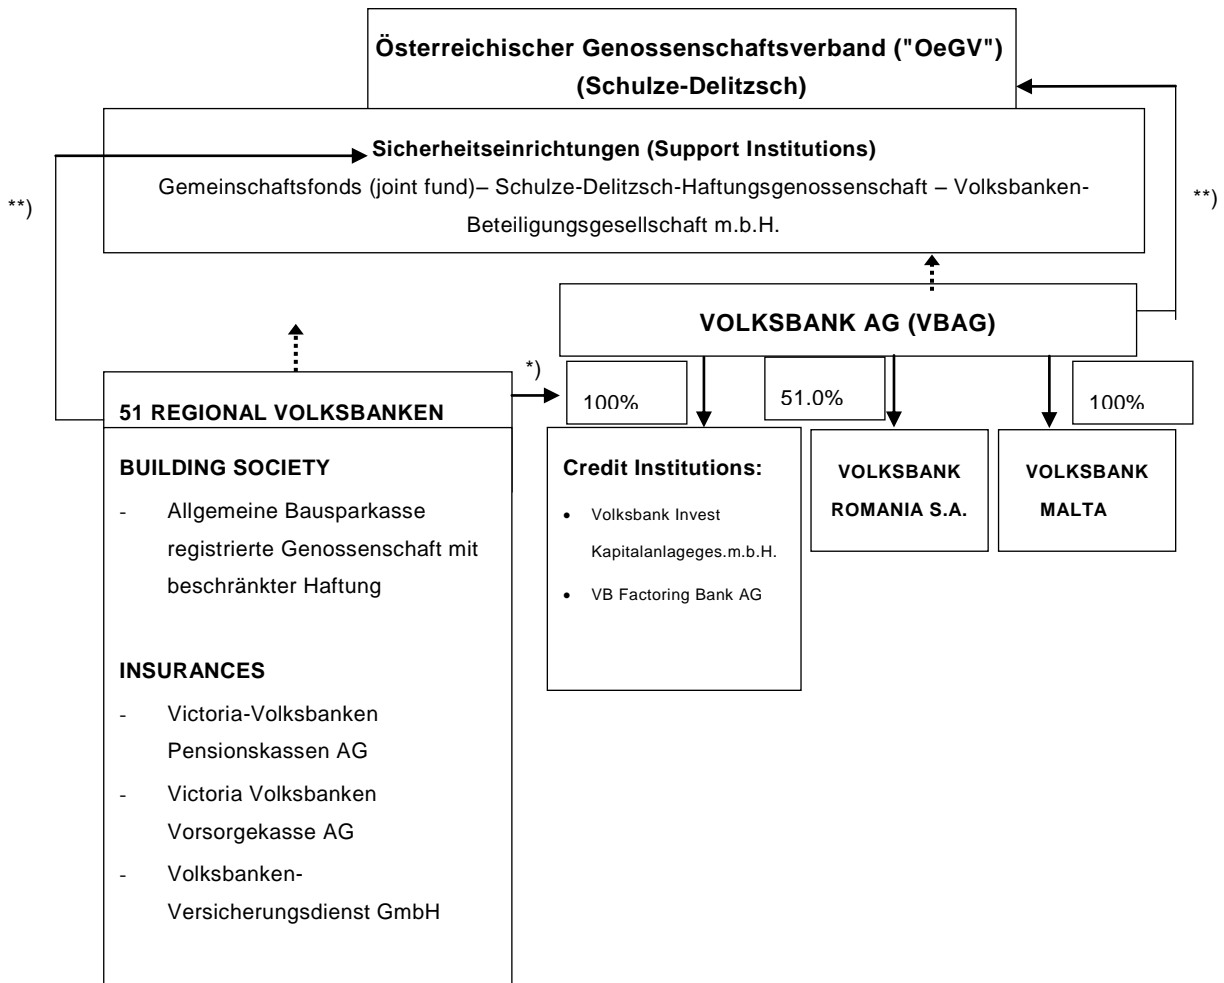 Österreichischer Genossenschaftsverband ("OeGV")
(Schulze-Delitzsch)
Sicherheitseinrichtungen (Support Institutions)
Gemeinschaftsfonds (joint fund)– Schulze-Delitzsch-Haftungsgenossenschaft – Volksbanken-
Beteiligungsgesellschaft m.b.H.
**)
**)
VOLKSBANK AG (VBAG)
*)
100%
51.0%
100%
51 REGIONAL VOLKSBANKEN
BUILDING SOCIETY
- Allgemeine Bausparkasse
registrierte Genossenschaft mit
beschränkter Haftung
INSURANCES
- Victoria-Volksbanken
Pensionskassen AG
- Victoria Volksbanken
Vorsorgekasse AG
- Volksbanken-
Versicherungsdienst GmbH
Credit Institutions:
• Volksbank Invest
Kapitalanlageges.m.b.H.
• VB Factoring Bank AG
VOLKSBANK
ROMANIA S.A.
VOLKSBANK
MALTA